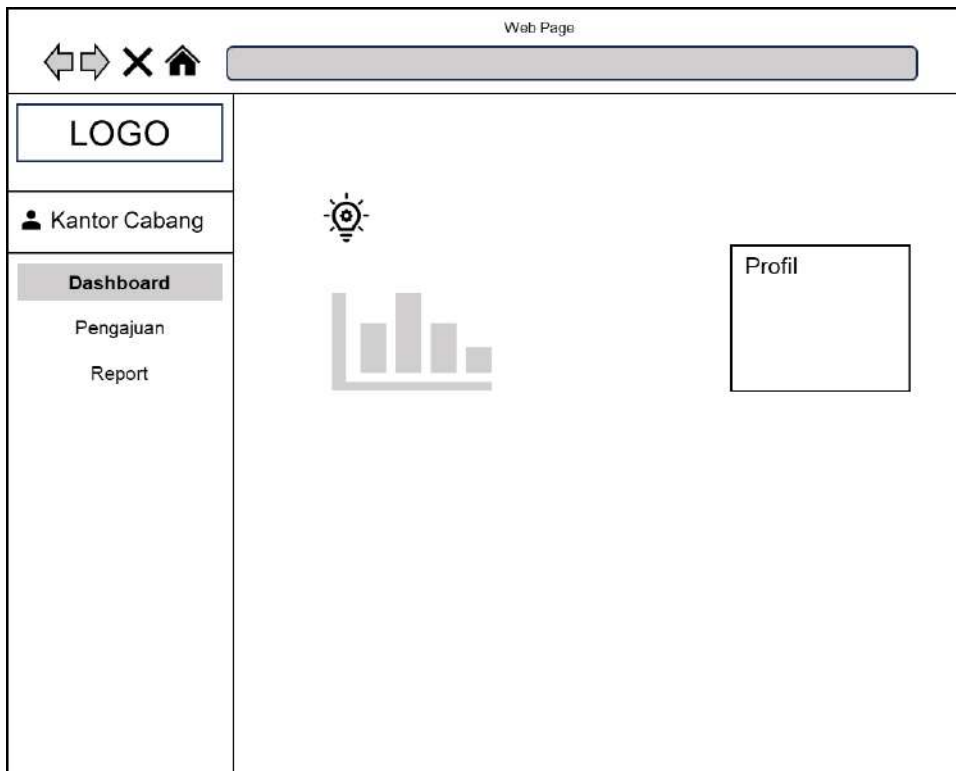 Web Page
LOGO
Kantor Cabang
Dashboard
Pengajuan
Report
Profil